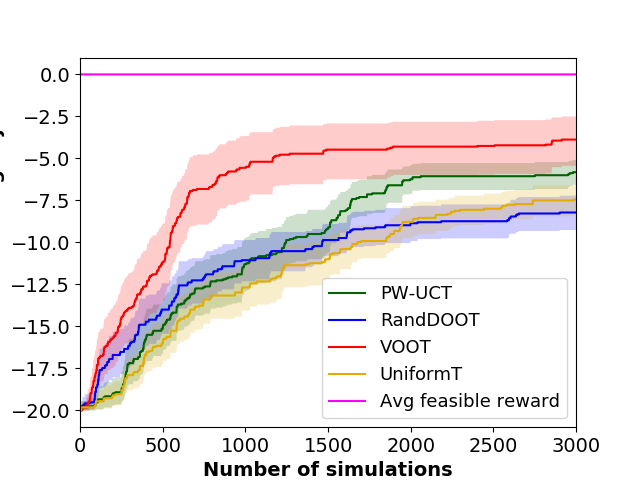 0.0
−2.5
−5.0
−7.5
−10.0
−12.5
−15.0
−17.5
−20.0
PW-UCT
RandDOOT
VOOT
UniformT
Avg feasible reward
0
500
1000
1500
2000
2500
3000
Number of simulations